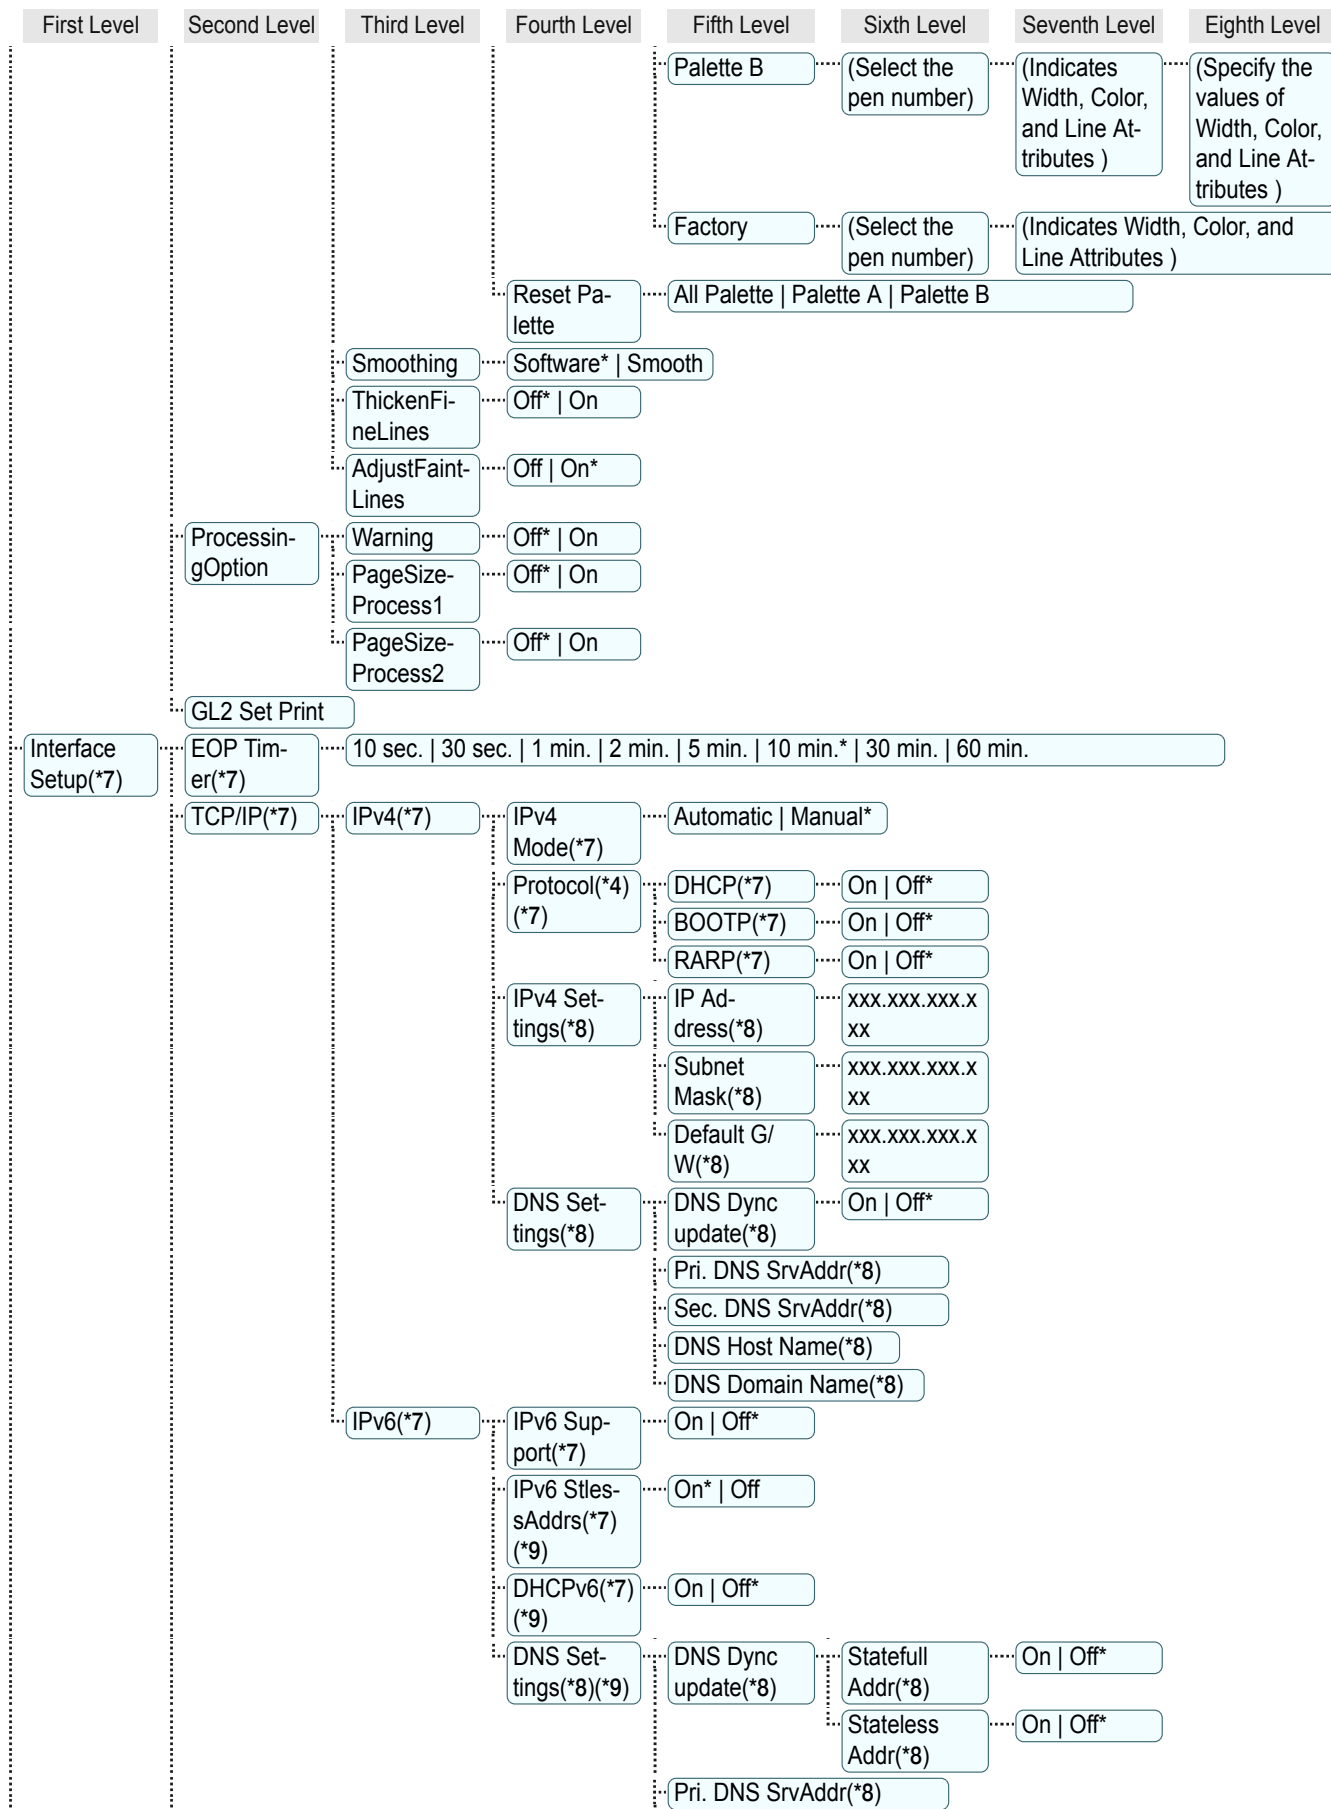 First Level Second Level Third Level Fourth Level Fifth Level Sixth Level Seventh Level Eighth Level
Palette B (Select the (Indicates (Specify the
pen number) Width, Color, values of
and Line At- Width, Color,
tributes ) and Line At-
tributes )
Factory (Select the (Indicates Width, Color, and
pen number) Line Attributes )
Reset Pa- All Palette | Palette A | Palette B
lette
Smoothing Software* | Smooth
ThickenFi- Off* | On
neLines
AdjustFaint- Off | On*
Lines
Processin- Warning Off* | On
gOption
PageSize- Off* | On
Process1
PageSize- Off* | On
Process2
GL2 Set Print
Interface EOP Tim- 10 sec. | 30 sec. | 1 min. | 2 min. | 5 min. | 10 min.* | 30 min. | 60 min.
Setup(*7) er(*7)
TCP/IP(*7) IPv4(*7) IPv4 Automatic | Manual*
Mode(*7)
Protocol(*4) DHCP(*7) On | Off*
(*7)
BOOTP(*7) On | Off*
RARP(*7) On | Off*
IPv4 Set- IP Ad- xxx.xxx.xxx.x
tings(*8) dress(*8) xx
Subnet xxx.xxx.xxx.x
Mask(*8) xx
Default G/ xxx.xxx.xxx.x
W(*8) xx
DNS Set- DNS Dync On | Off*
tings(*8) update(*8)
Pri. DNS SrvAddr(*8)
Sec. DNS SrvAddr(*8)
DNS Host Name(*8)
DNS Domain Name(*8)
IPv6(*7) IPv6 Sup- On | Off*
port(*7)
IPv6 Stles- On* | Off
sAddrs(*7)
(*9)
DHCPv6(*7) On | Off*
(*9)
DNS Set- DNS Dync Statefull On | Off*
tings(*8)(*9) update(*8) Addr(*8)
Stateless On | Off*
Addr(*8)
Pri. DNS SrvAddr(*8)